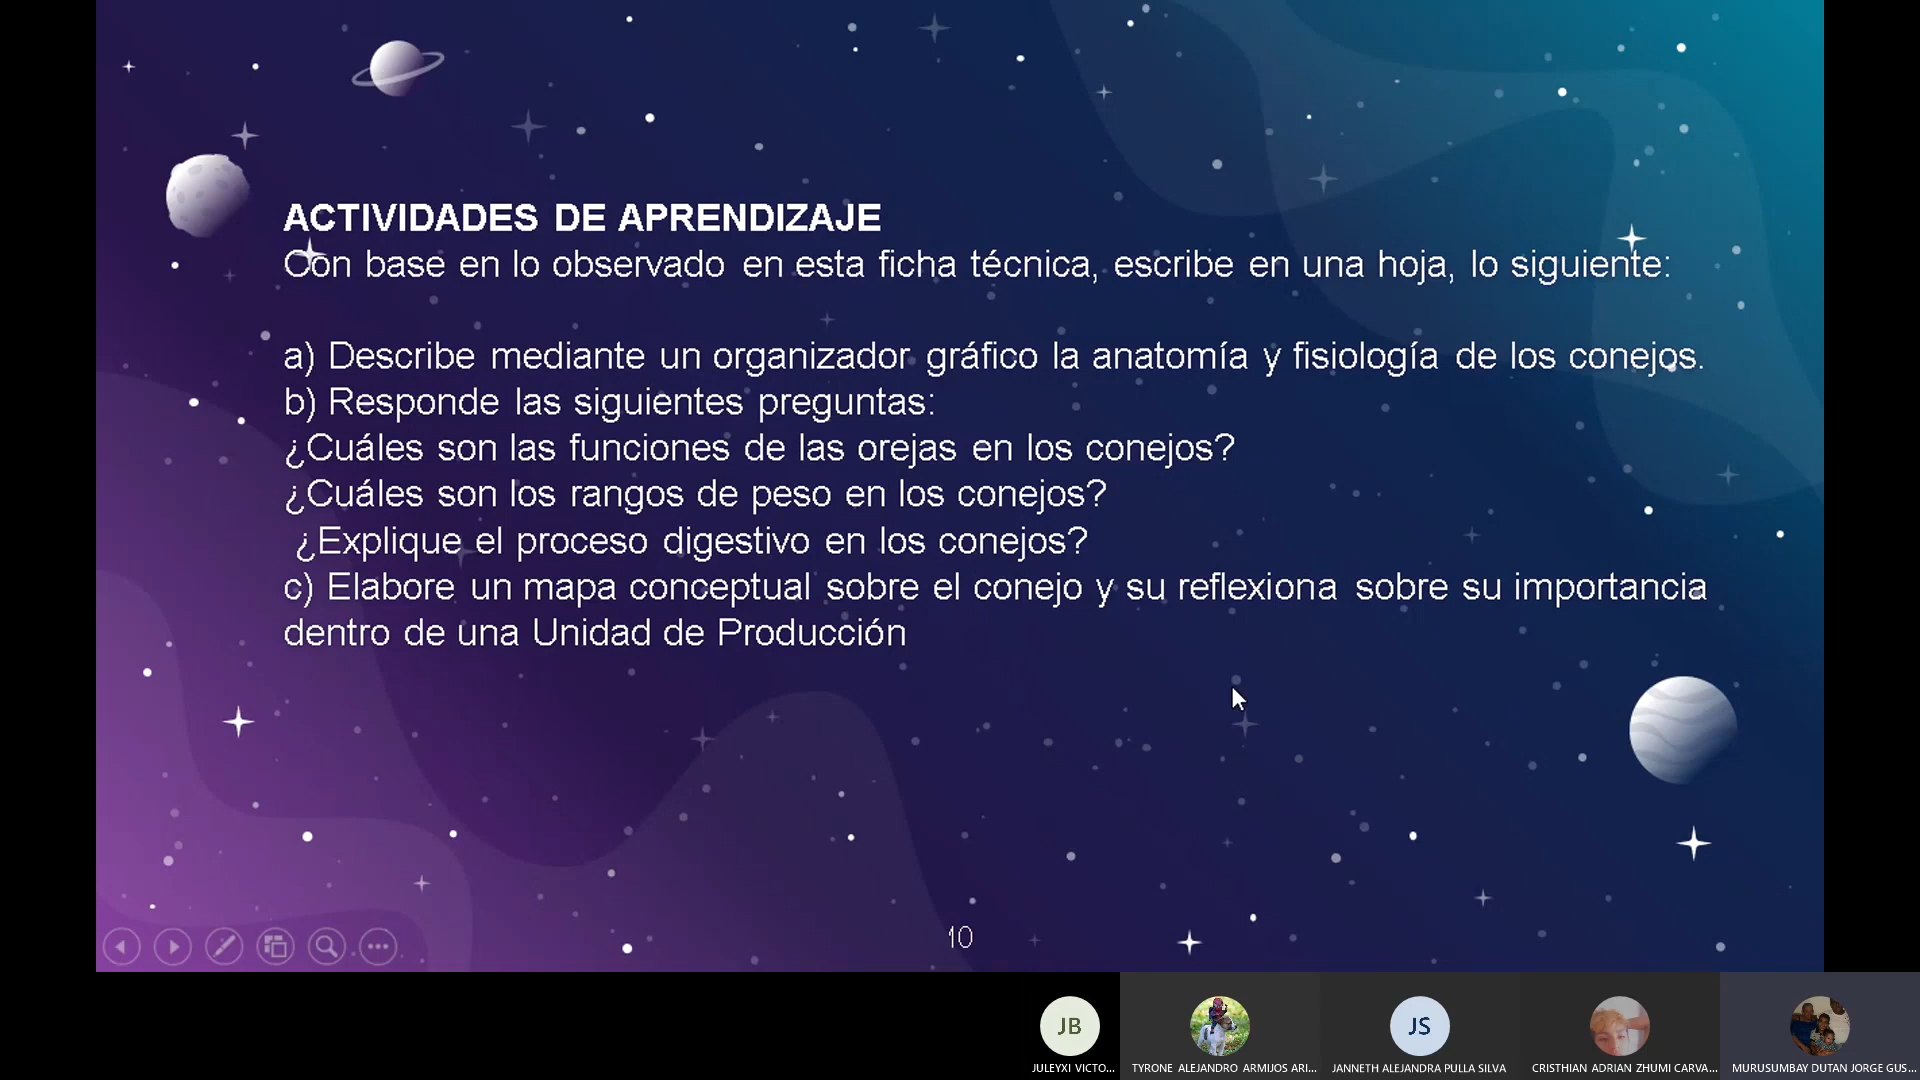 ACTIVIDADES DE APRENDIZAJE
Con base en lo observado en esta ficha técnica, escribe en una hoja, lo siguiente:
a) Describe mediante un organizador gráfico la anatomía y fisiología de los conejos.
b) Responde las siguientes preguntas:
¿Cuáles son las funciones de las orejas en los conejos?
¿Cuáles son los rangos de peso en los conejos?
¿Explique el proceso digestivo en los conejos?
c) Elabore un mapa conceptual sobre el conejo y su reflexiona sobre su importancia
dentro de una Unidad de Producción
10
JB
JS
JULEYXI VICTO...
TYRONE ALEJANDRO ARMIJOS ARI...
JANNETH ALEJANDRA PULLA SILVA
CRISTHIAN ADRIAN ZHUMI CARVA...
MURUSUMBAY DUTAN JORGE GUS...